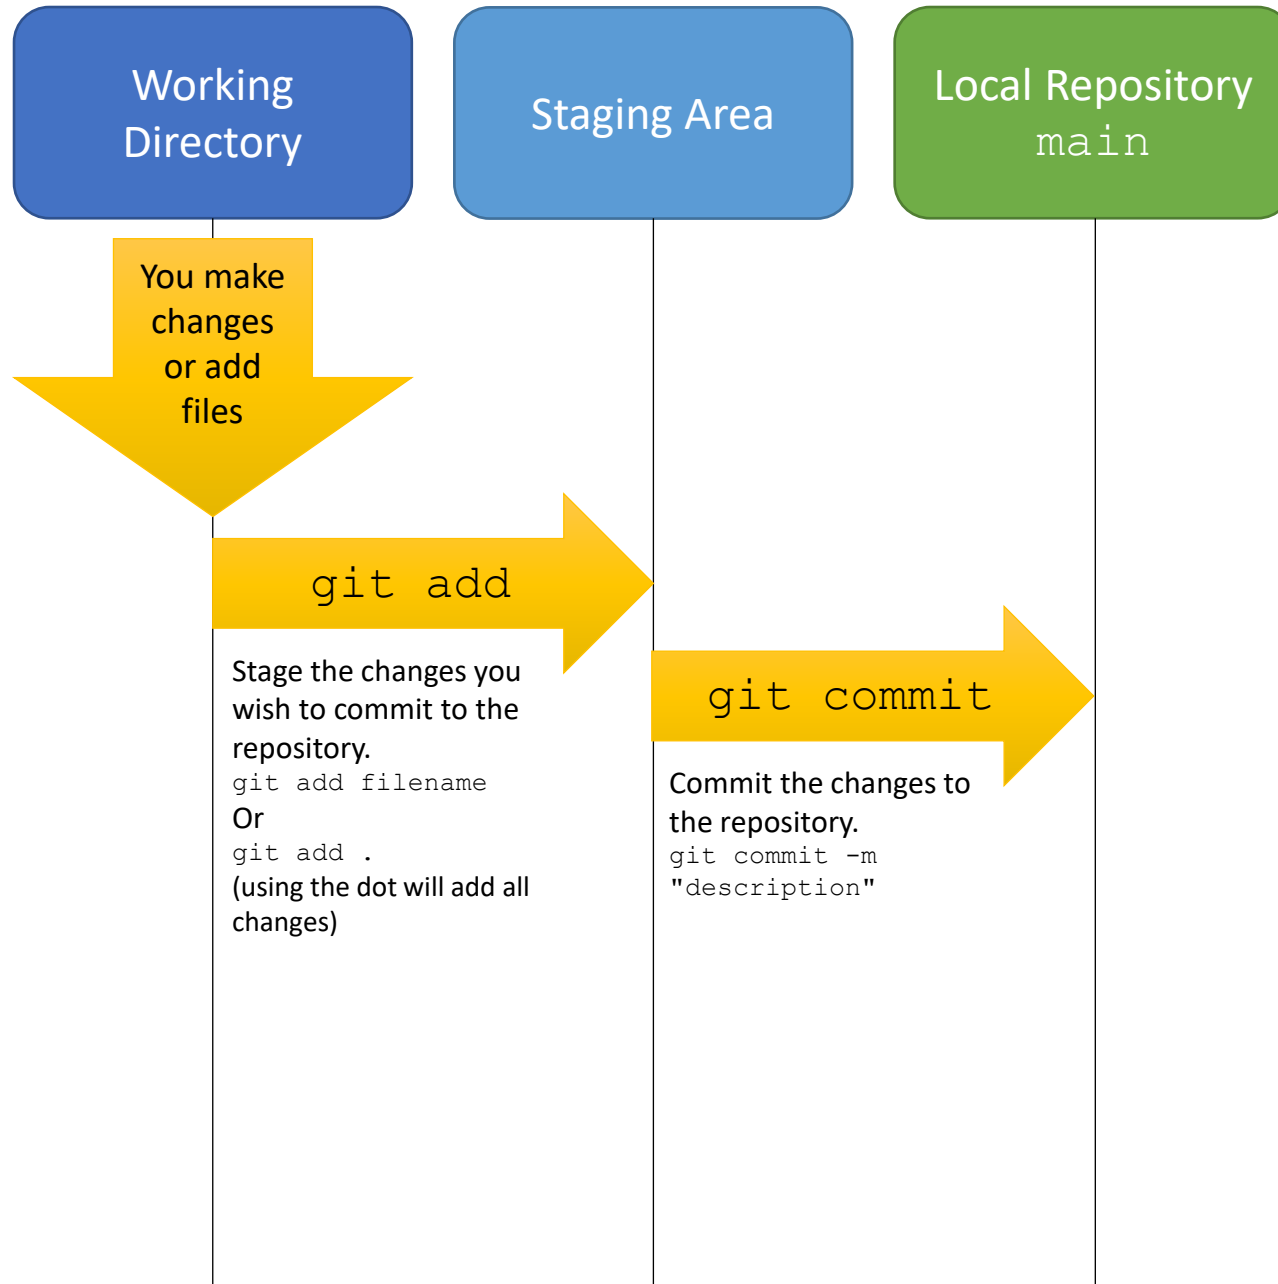 Working
Directory
Staging Area
Local Repository
main
You make
changes
or add
files
git add
Stage the changes you
wish to commit to the
repository.
git add filename
Or
git add .
(using the dot will add all
changes)
git commit
Commit the changes to
the repository.
git commit -m
"description"